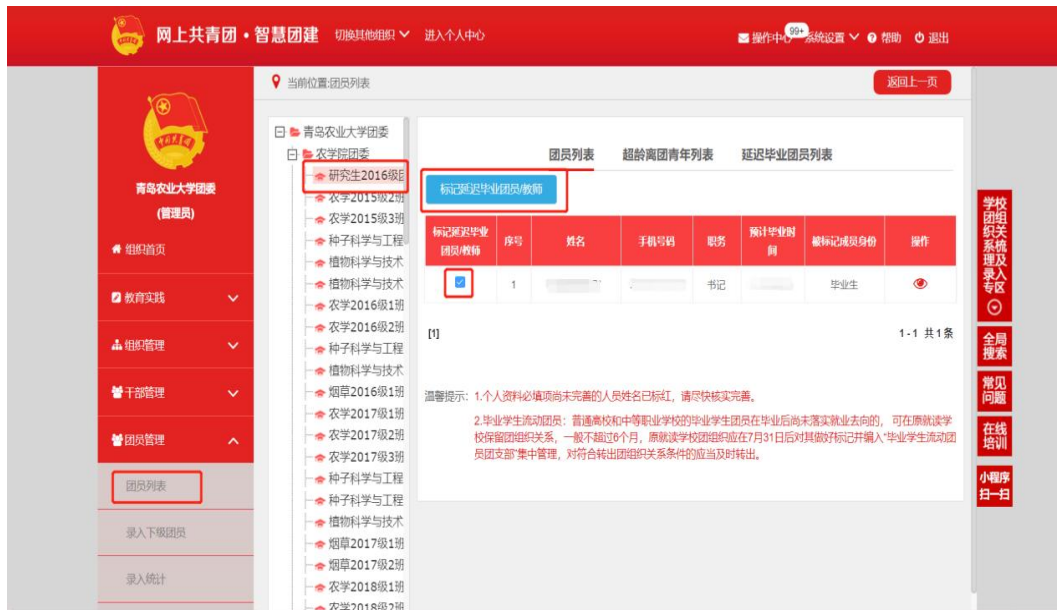 网上共青团·智慧团建 切换其他组织 进入个人中心 操作中心 99+ 系统设置 帮助 退出
当前位置:团员列表 返回上一页
青岛农业大学团委
(管理员)
组织首页
教育实践
组织管理
干部管理
团员管理
团员列表
录入下级团员
录入统计
青岛农业大学团委
农学院团委
研究生2016级团
农学2015级2班
农学2015级3班
种子科学与工程
植物科学与技术
植物科学与技术
农学2016级1班
农学2016级2班
种子科学与工程
植物科学与技术
烟草2016级1班
农学2017级1班
农学2017级2班
农学2017级3班
种子科学与工程
种子科学与工程
植物科学与技术
烟草2017级1班
烟草2017级2班
农学2018级1班
农学2018级2班
团员列表 超龄离团青年列表 延迟毕业团员列表
标记延迟毕业团员/教师
标记延迟毕业团员/教师 序号 姓名 手机号码 职务 预计毕业时间 被标记成员身份 操作
1 书记 毕业生
[1] 1-1 共1条
温馨提示：1.个人资料必填项尚未完善的人员姓名已标红，请尽快核实完善。
2.毕业学生流动团员：普通高校和中等职业学校的毕业学生团员在毕业后尚未落实就业去向的， 可在原就读学
校保留团组织关系，一般不超过6个月，原就读学校团组织应在7月31日后对其做好标记并编入“毕业学生流动团
员团支部”集中管理，对符合转出团组织关系条件的应当及时转出。
学校团组织关系梳理及录入专区
全局搜索
常见问题
在线培训
小程序扫一扫